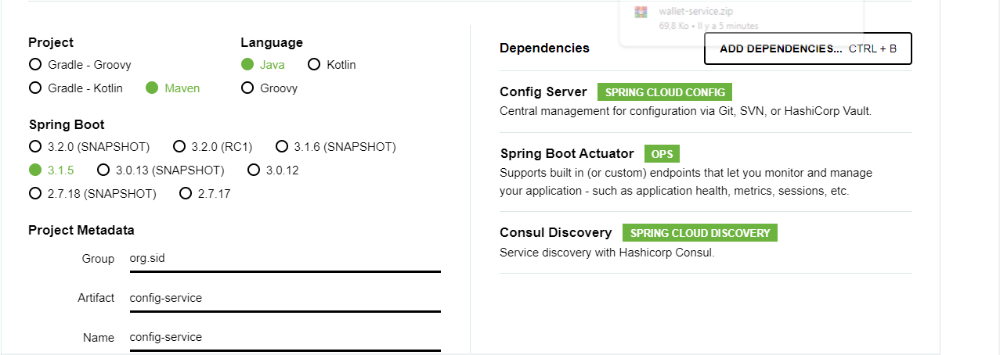 wallet-service.zip
69,8 Ko • Il y a 5 minutes
Project
Gradle - Groovy
Gradle - Kotlin Maven
Language
Java Kotlin
Groovy
Spring Boot
3.2.0 (SNAPSHOT) 3.2.0 (RC1) 3.1.6 (SNAPSHOT)
3.1.5 3.0.13 (SNAPSHOT) 3.0.12
2.7.18 (SNAPSHOT) 2.7.17
Project Metadata
Group org.sid
Artifact config-service
Name config-service
Dependencies ADD DEPENDENCIES... CTRL + B
Config Server SPRING CLOUD CONFIG
Central management for configuration via Git, SVN, or HashiCorp Vault.
Spring Boot Actuator OPS
Supports built in (or custom) endpoints that let you monitor and manage
your application - such as application health, metrics, sessions, etc.
Consul Discovery SPRING CLOUD DISCOVERY
Service discovery with Hashicorp Consul.